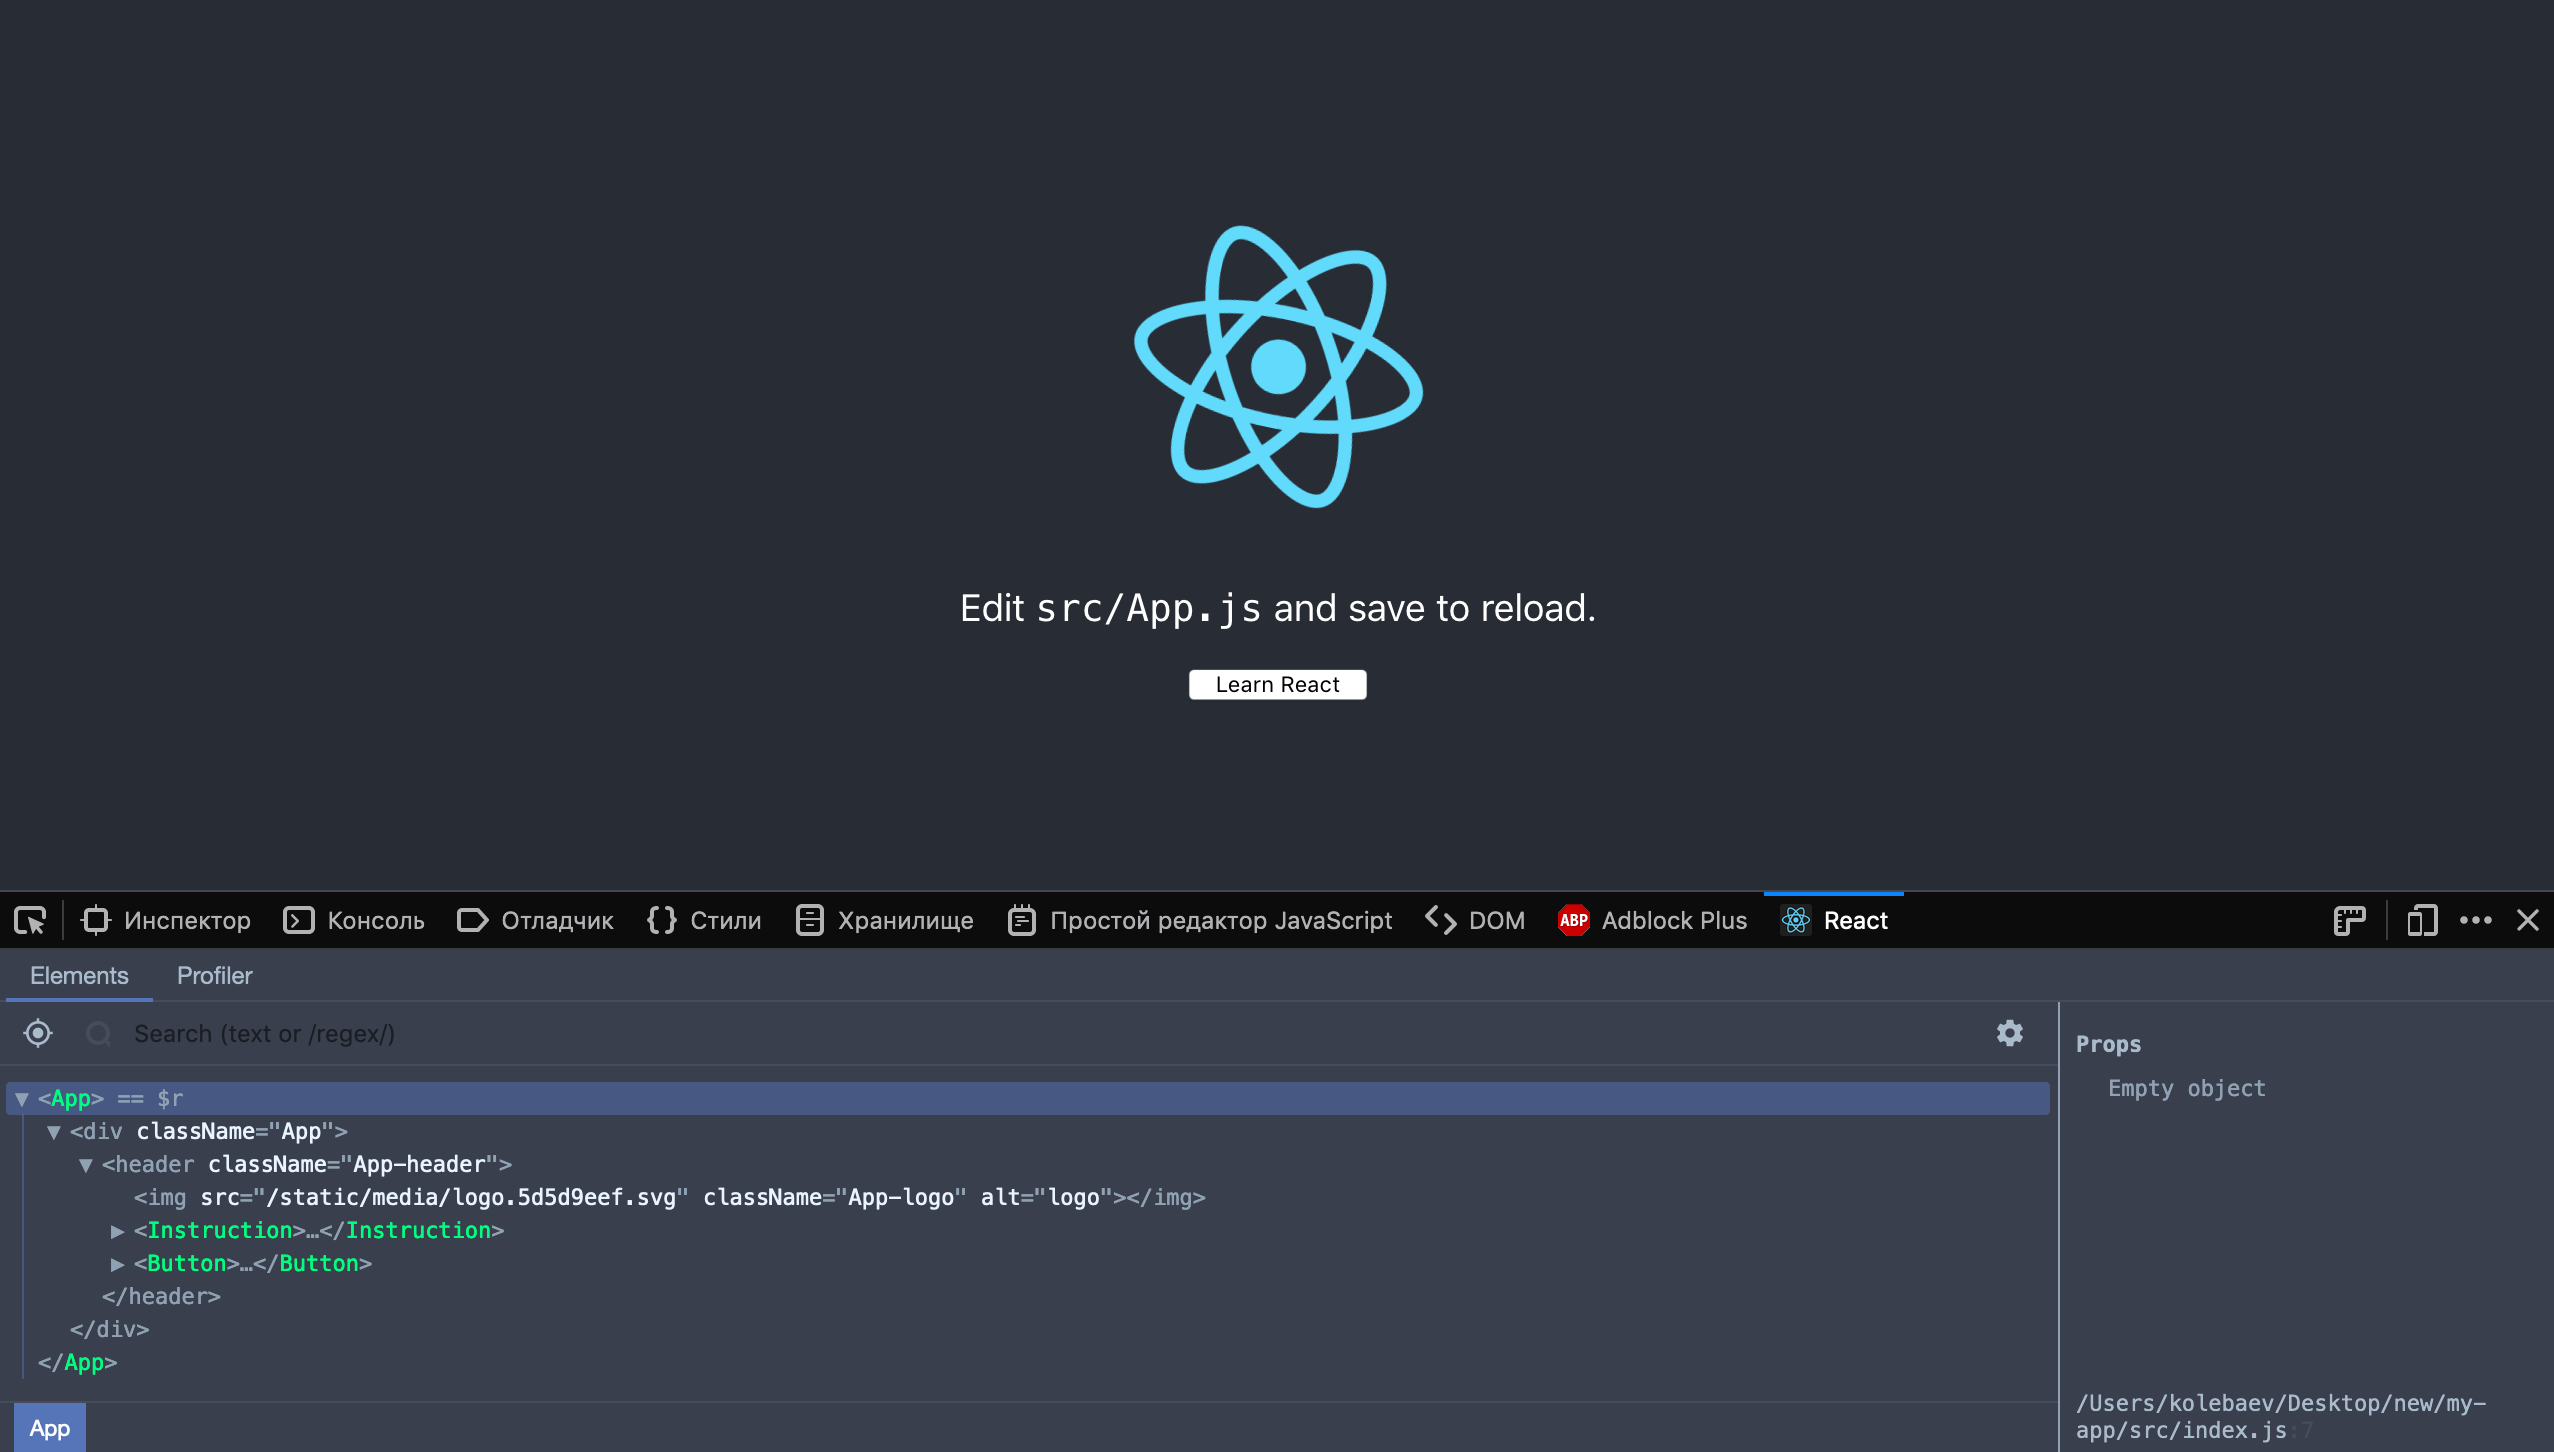 Edit src/App.js and save to reload.
Learn React
Инспектор Консоль Отладчик Стили Хранилище Простой редактор JavaScript DOM ABP Adblock Plus React
Elements Profiler
Search (text or /regex/)
<App> == $r
<div className="App">
<header className="App-header">
<img src="/static/media/logo.5d5d9eef.svg" className="App-logo" alt="logo"></img>
<Instruction>…</Instruction>
<Button>…</Button>
</header>
</div>
</App>
App
Props
Empty object
/Users/kolebaev/Desktop/new/my-
app/src/index.js:7